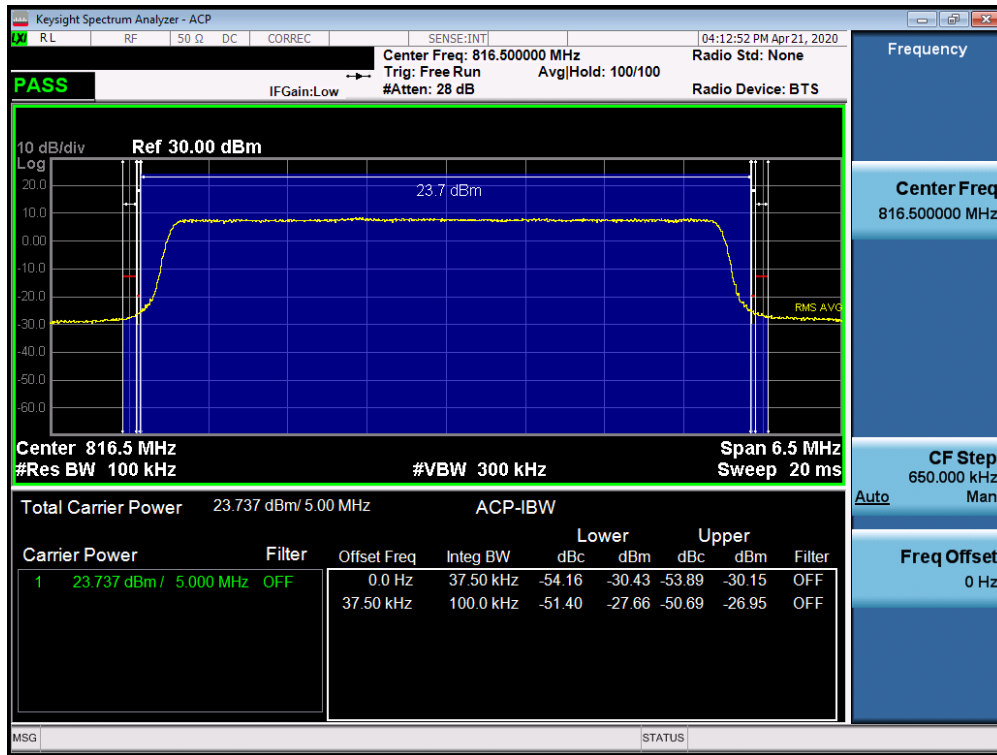 Keysight Spectrum Analyzer - ACP
LXI RL RF 50 Ω DC CORREC SENSE:INT 04:12:52 PM Apr 21, 2020
Center Freq: 816.500000 MHz Radio Std: None
Trig: Free Run Avg|Hold: 100/100
PASS IFGain:Low #Atten: 28 dB Radio Device: BTS
10 dB/div Ref 30.00 dBm
Log
20.0
23.7 dBm
10.0
0.00
-10.0
-20.0
RMS AVG
-30.0
-40.0
-50.0
-60.0
Center 816.5 MHz Span 6.5 MHz
#Res BW 100 kHz #VBW 300 kHz Sweep 20 ms
Total Carrier Power 23.737 dBm/ 5.00 MHz ACP-IBW
Lower Upper
Carrier Power Filter Offset Freq Integ BW dBc dBm dBc dBm Filter
1 23.737 dBm / 5.000 MHz OFF 0.0 Hz 37.50 kHz -54.16 -30.43 -53.89 -30.15 OFF
37.50 kHz 100.0 kHz -51.40 -27.66 -50.69 -26.95 OFF
MSG STATUS
Frequency
Center Freq
816.500000 MHz
CF Step
650.000 kHz
Auto Man
Freq Offset
0 Hz